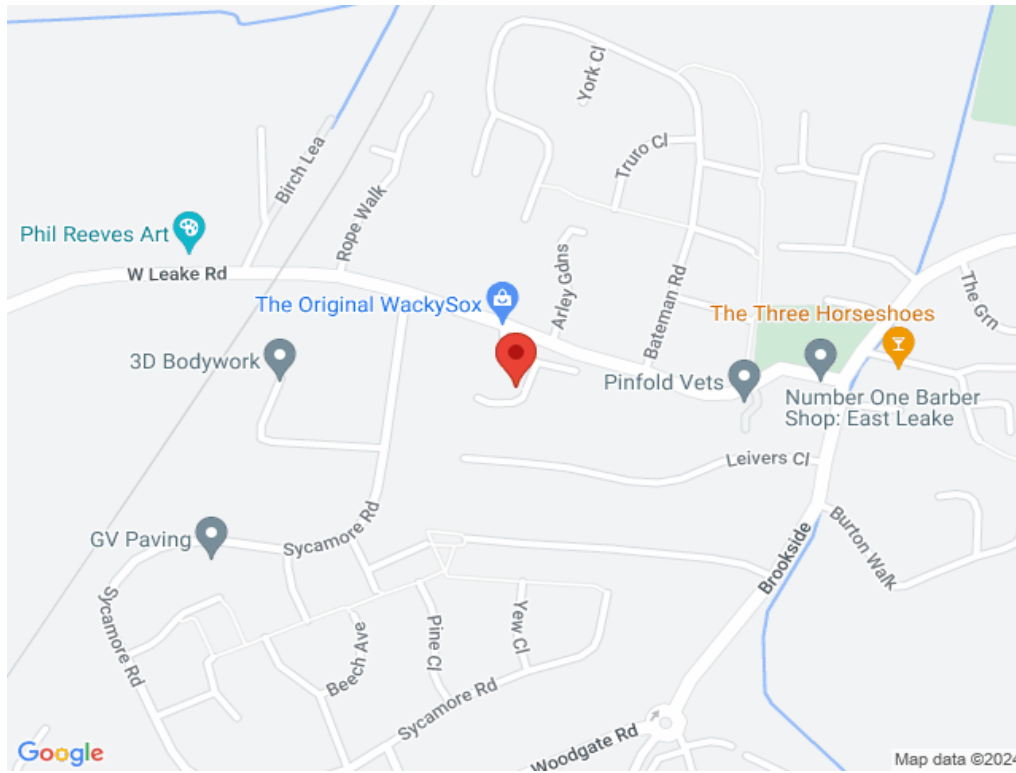 York Cl
Truro Cl
Birch Lea
Rope Walk
Phil Reeves Art
W Leake Rd
Arley Gdns
Bateman Rd
The Grn
The Original WackySox
The Three Horseshoes
3D Bodywork
Pinfold Vets
Number One Barber
Shop: East Leake
Leivers Cl
GV Paving
Sycamore Rd
Brookside
Burton Walk
Sycamore Rd
Beech Ave
Pine Cl
Yew Cl
Sycamore Rd
Woodgate Rd
Google
Map data ©2024